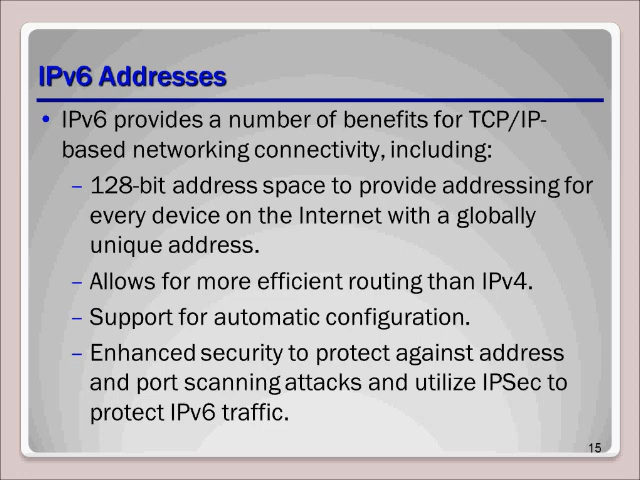 IPv6 Addresses
• IPv6 provides a number of benefits for TCP/IP-
based networking connectivity, including:
– 128-bit address space to provide addressing for
every device on the Internet with a globally
unique address.
– Allows for more efficient routing than IPv4.
– Support for automatic configuration.
– Enhanced security to protect against address
and port scanning attacks and utilize IPSec to
protect IPv6 traffic.
15